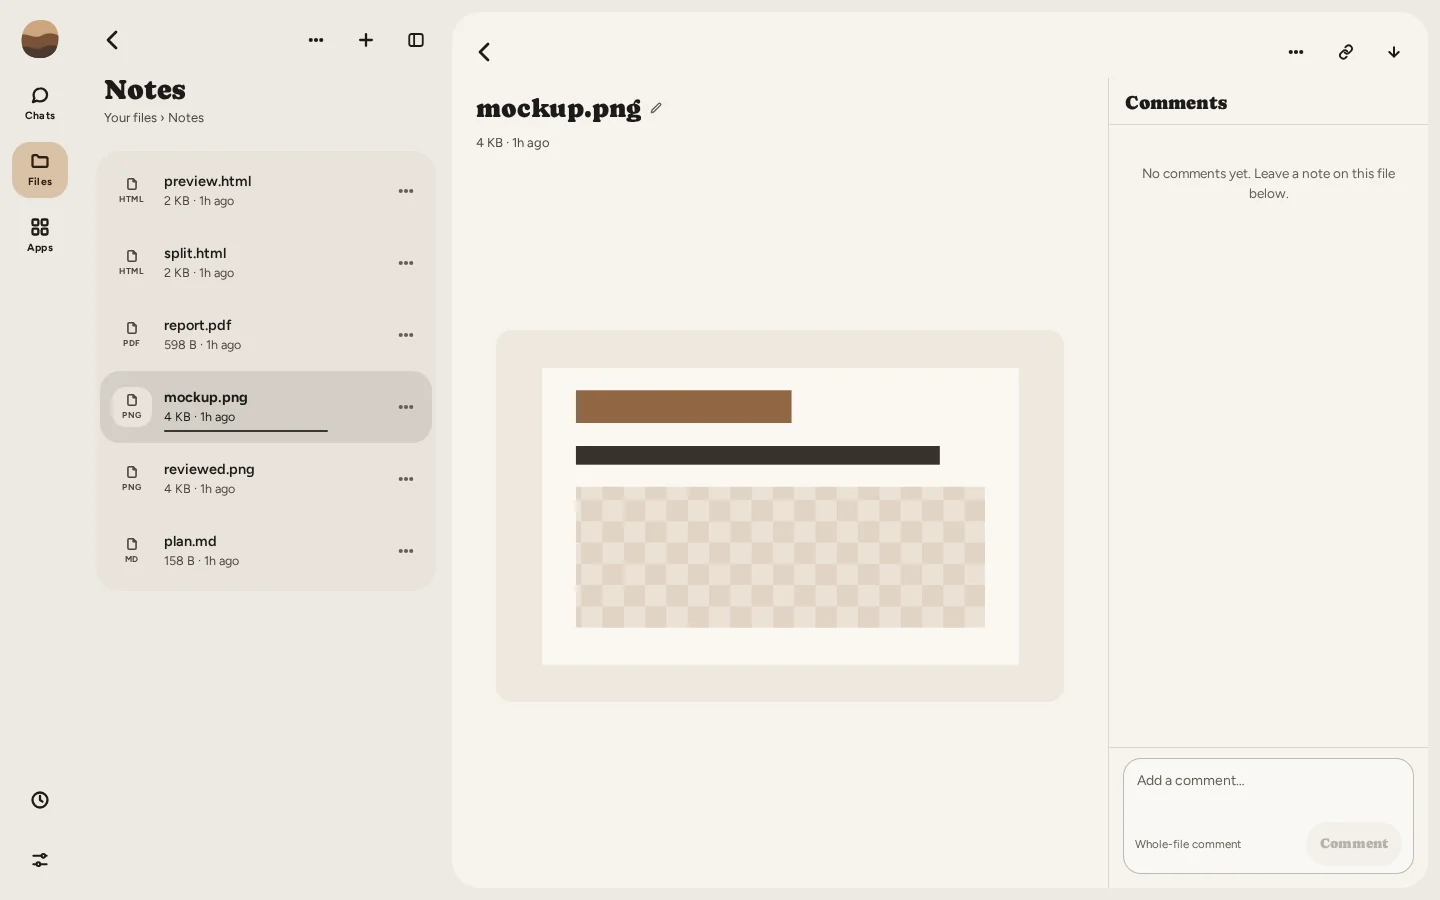 Chats
Files
Apps
Notes
Your files › Notes
HTML
preview.html
2 KB · 1h ago
HTML
split.html
2 KB · 1h ago
PDF
report.pdf
598 B · 1h ago
PNG
mockup.png
4 KB · 1h ago
PNG
reviewed.png
4 KB · 1h ago
MD
plan.md
158 B · 1h ago
mockup.png
4 KB · 1h ago
Comments
No comments yet. Leave a note on this file
below.
Add a comment...
Whole-file comment
Comment